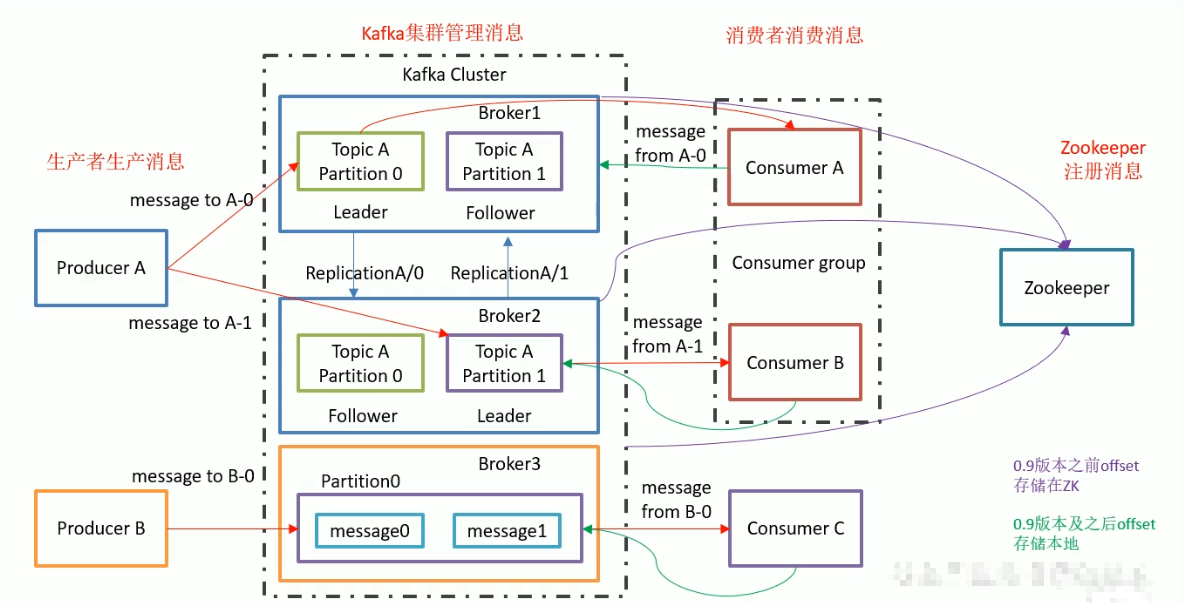 Kafka集群管理消息
消费者消费消息
Kafka Cluster
Broker1
Topic A
Partition 0
Topic A
Partition 1
Leader
Follower
message
from A-0
Consumer A
Zookeeper
注册消息
生产者生产消息
message to A-0
Producer A
message to A-1
ReplicationA/0
ReplicationA/1
Consumer group
Zookeeper
Broker2
Topic A
Partition 0
Topic A
Partition 1
Follower
Leader
message
from A-1
Consumer B
message to B-0
Producer B
Broker3
Partition0
message0
message1
message
from B-0
Consumer C
0.9版本之前offset
存储在ZK
0.9版本及之后offset
存储本地